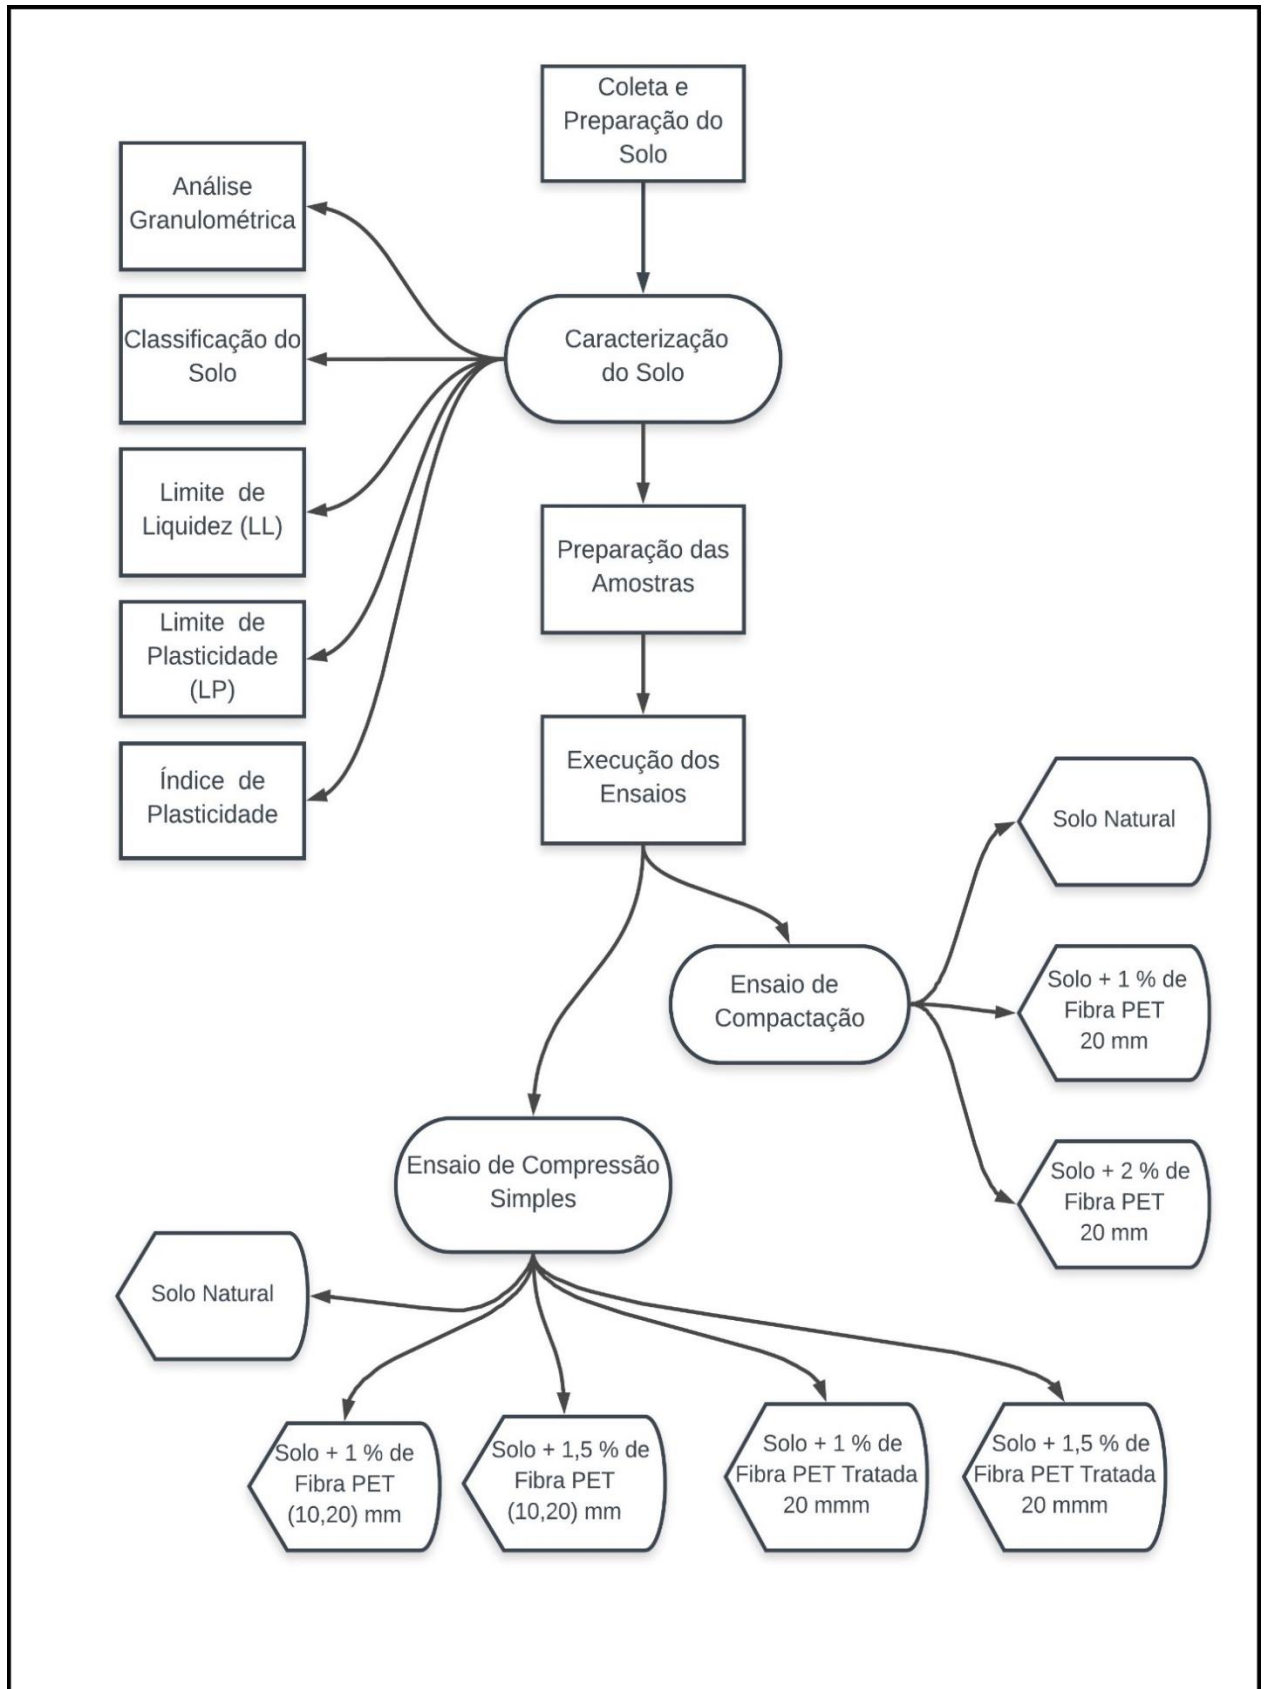 Coleta e
Preparação do
Solo
Análise
Granulométrica
Classificação do
Solo
Caracterização
do Solo
Limite de
Liquidez (LL)
Preparação das
Amostras
Limite de
Plasticidade
(LP)
Índice de
Plasticidade
Execução dos
Ensaios
Solo Natural
Ensaio de
Compactação
Solo + 1 % de
Fibra PET
20 mm
Solo + 2 % de
Fibra PET
20 mm
Ensaio de Compressão
Simples
Solo Natural
Solo + 1 % de
Fibra PET
(10,20) mm
Solo + 1,5 % de
Fibra PET
(10,20) mm
Solo + 1 % de
Fibra PET Tratada
20 mmm
Solo + 1,5 % de
Fibra PET Tratada
20 mmm